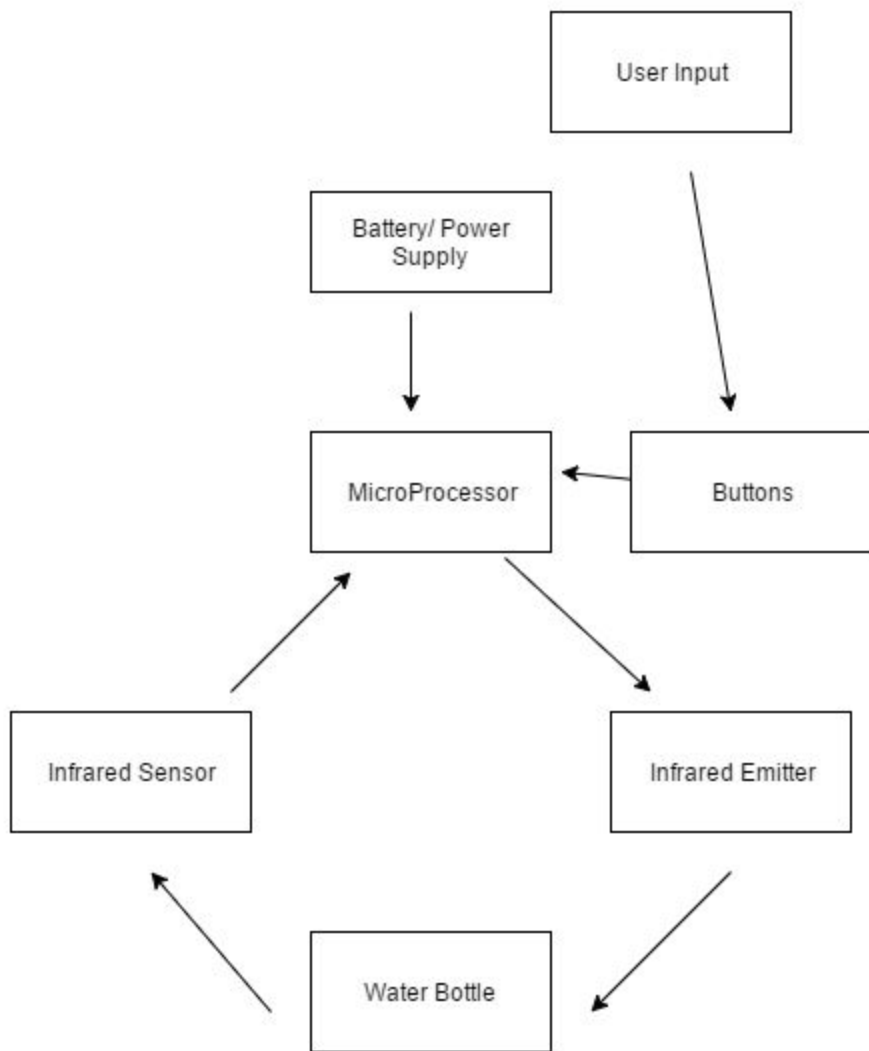 User Input
Battery/ Power
Supply
MicroProcessor
Buttons
Infrared Sensor
Infrared Emitter
Water Bottle